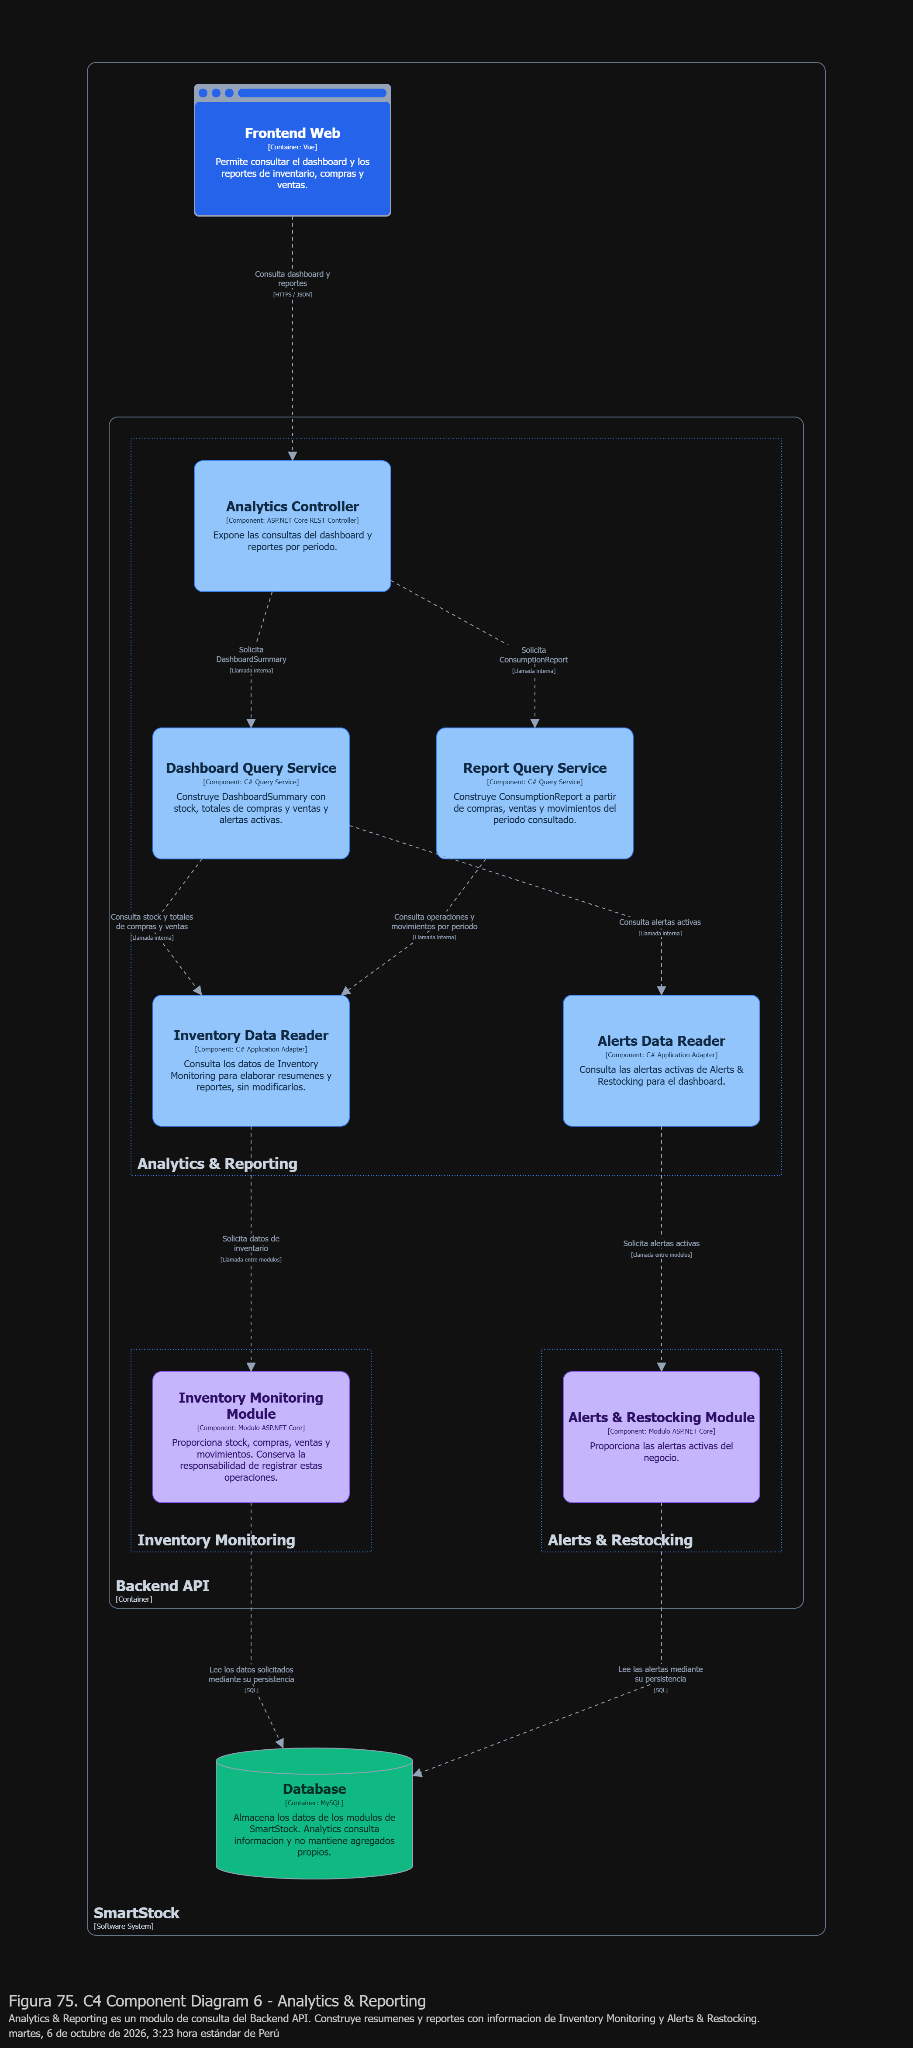 Frontend Web
[Container: Vue]
Permite consultar el dashboard y los
reportes de inventario, compras y
ventas.
Consulta dashboard y
reportes
[HTTPS / JSON]
Analytics Controller
[Component: ASP.NET Core REST Controller]
Expone las consultas del dashboard y
reportes por periodo.
Solicita
DashboardSummary
[Llamada interna]
Solicita
ConsumptionReport
[Llamada interna]
Dashboard Query Service
[Component: C# Query Service]
Construye DashboardSummary con
stock, totales de compras y ventas y
alertas activas.
Report Query Service
[Component: C# Query Service]
Construye ConsumptionReport a partir
de compras, ventas y movimientos del
periodo consultado.
Consulta stock y totales
de compras y ventas
[Llamada interna]
Consulta operaciones y
movimientos por periodo
[Llamada interna]
Consulta alertas activas
[Llamada interna]
Inventory Data Reader
[Component: C# Application Adapter]
Consulta los datos de Inventory
Monitoring para elaborar resumenes y
reportes, sin modificarlos.
Alerts Data Reader
[Component: C# Application Adapter]
Consulta las alertas activas de Alerts &
Restocking para el dashboard.
Analytics & Reporting
Solicita datos de
inventario
[Llamada entre modulos]
Solicita alertas activas
[Llamada entre modulos]
Inventory Monitoring
Module
[Component: Modulo ASP.NET Core]
Proporciona stock, compras, ventas y
movimientos. Conserva la
responsabilidad de registrar estas
operaciones.
Alerts & Restocking Module
[Component: Modulo ASP.NET Core]
Proporciona las alertas activas del
negocio.
Inventory Monitoring
Alerts & Restocking
Backend API
[Container]
Lee los datos solicitados
mediante su persistencia
[SQL]
Lee las alertas mediante
su persistencia
[SQL]
Database
[Container: MySQL]
Almacena los datos de los modulos de
SmartStock. Analytics consulta
informacion y no mantiene agregados
propios.
SmartStock
[Software System]
Figura 75. C4 Component Diagram 6 - Analytics & Reporting
Analytics & Reporting es un modulo de consulta del Backend API. Construye resumenes y reportes con informacion de Inventory Monitoring y Alerts & Restocking.
martes, 6 de octubre de 2026, 3:23 hora estándar de Perú